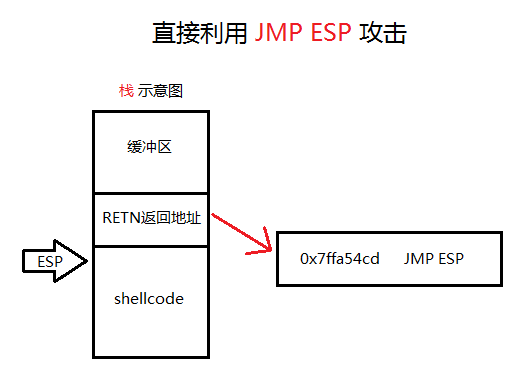 直接利用 JMP ESP 攻击
栈 示意图
缓冲区
RETN返回地址
ESP
0x7ffa54cd JMP ESP
shellcode